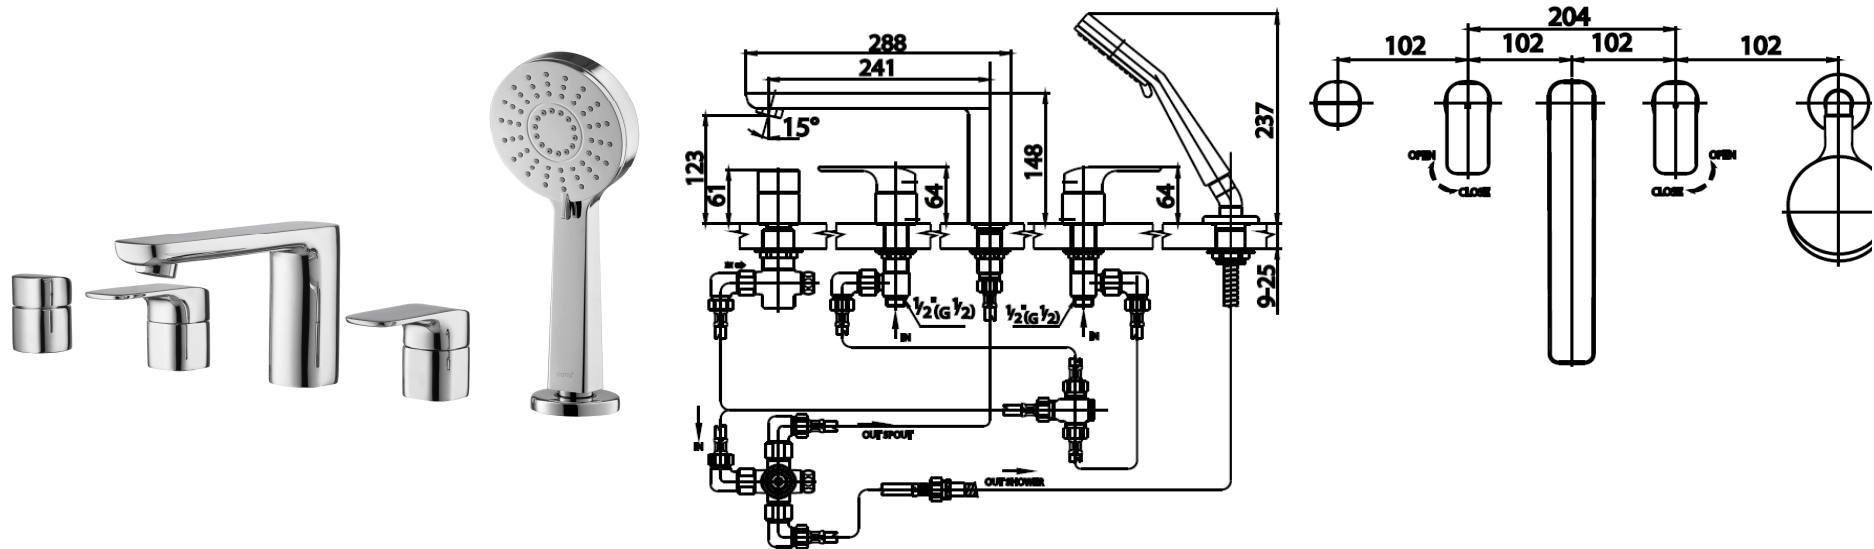 288
241
15°
123
61
64
148
64
237
9-25
½"(G ½)
½"(G ½)
IN
IN
IN
OUT SPOUT
OUT SHOWER
204
102
102
102
102
OPEN
CLOSE
OPEN
CLOSE